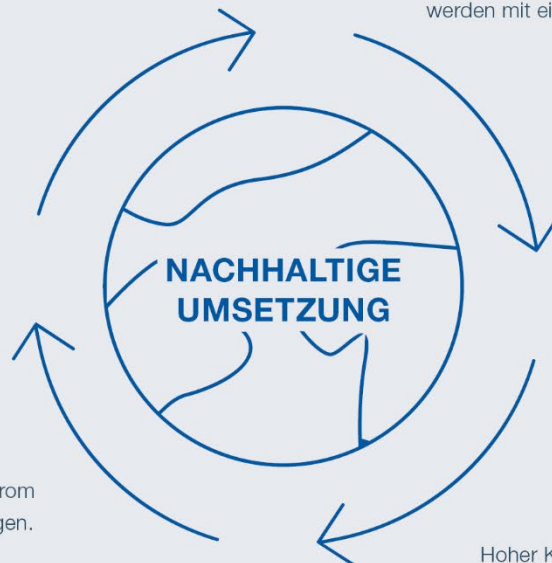 werden mit ei
NACHHALTIGE
UMSETZUNG
rom
gen.
Hoher K